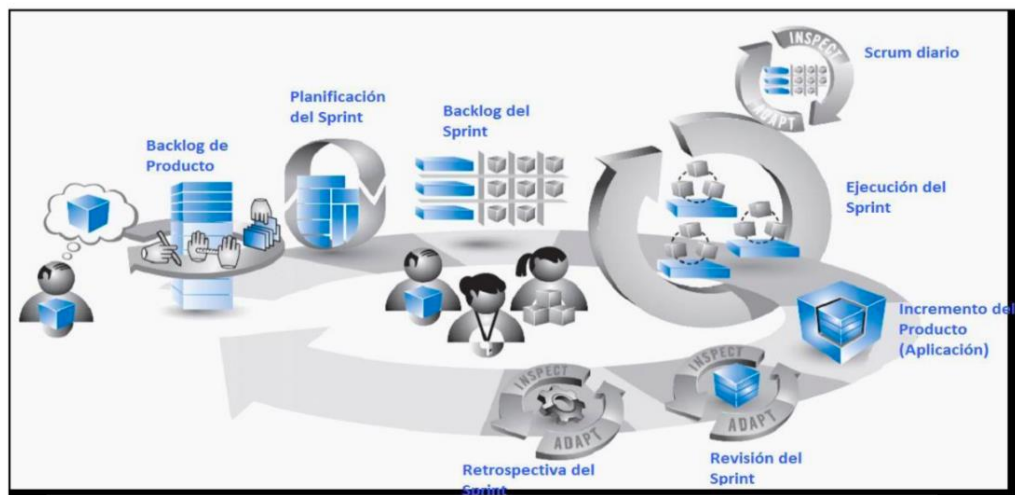 INSPECT
Scrum diario
ADAPT
Planificación
del Sprint
Backlog del
Sprint
Backlog de
Producto
Ejecución del
Sprint
Incremento del
Producto
(Aplicación)
INSPECT
ADAPT
INSPECT
ADAPT
Retrospectiva del
Sprint
Revisión del
Sprint